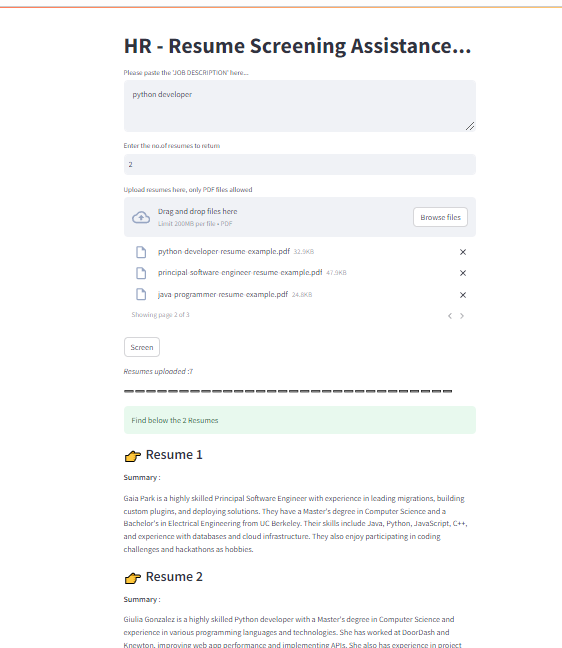 HR - Resume Screening Assistance...
Please paste the 'JOB DESCRIPTION' here...
python developer
Enter the no.of resumes to return
2
Upload resumes here, only PDF files allowed
Drag and drop files here
Limit 200MB per file • PDF
Browse files
python-developer-resume-example.pdf 32.9KB
principal-software-engineer-resume-example.pdf 47.9KB
java-programmer-resume-example.pdf 24.8KB
Showing page 2 of 3
Screen
Resumes uploaded :7
Find below the 2 Resumes
👉 Resume 1
Summary :
Gaia Park is a highly skilled Principal Software Engineer with experience in leading migrations, building
custom plugins, and deploying solutions. They have a Master's degree in Computer Science and a
Bachelor's in Electrical Engineering from UC Berkeley. Their skills include Java, Python, JavaScript, C++,
and experience with databases and cloud infrastructure. They also enjoy participating in coding
challenges and hackathons as hobbies.
👉 Resume 2
Summary :
Giulia Gonzalez is a highly skilled Python developer with a Master's degree in Computer Science and
experience in various programming languages and technologies. She has worked at DoorDash and
Knewton, improving web app performance and implementing APIs. She also has experience in project